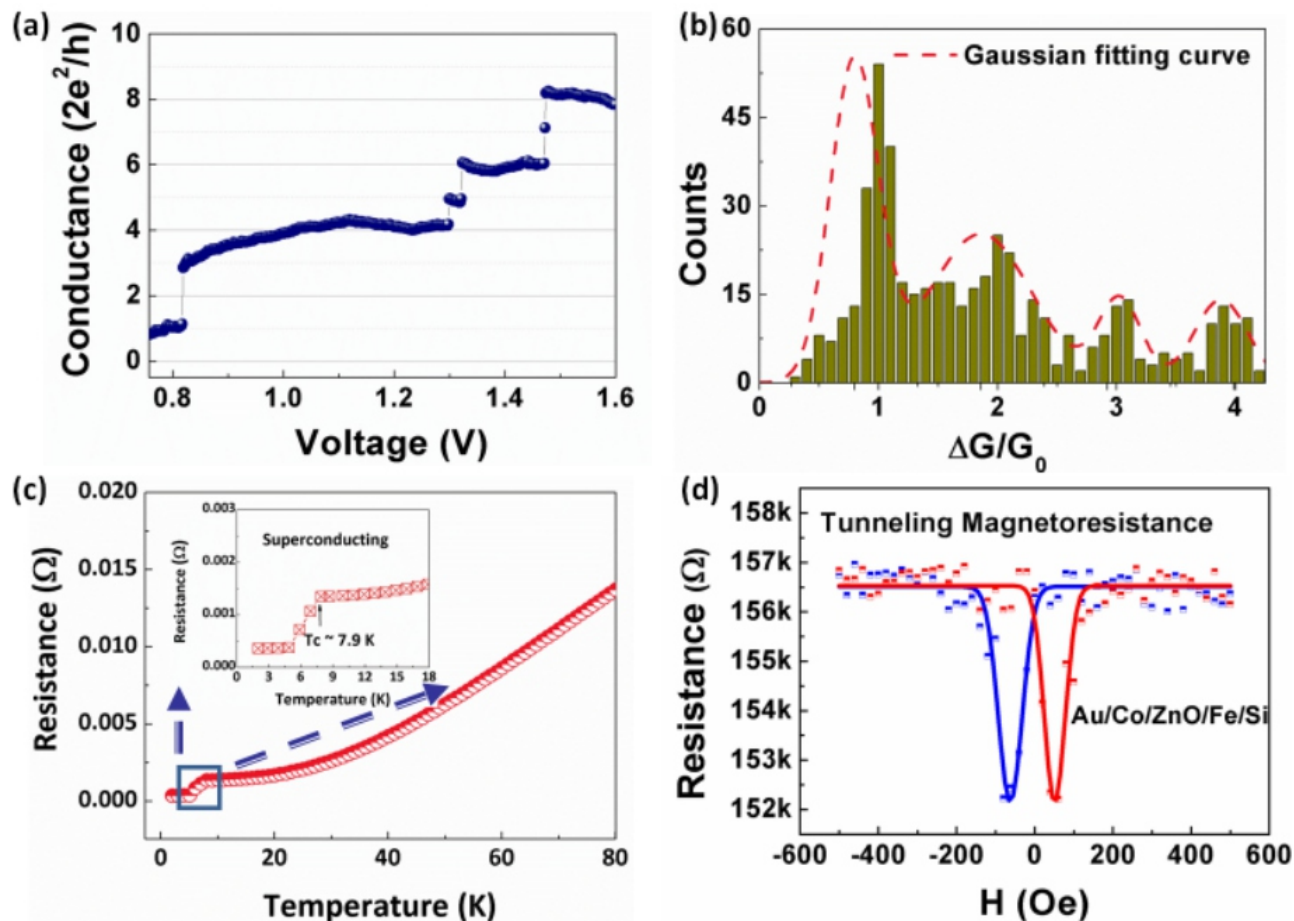 (a)
10
8
6
4
2
0
Conductance (2e²/h)
0.8 1.0 1.2 1.4 1.6
Voltage (V)
(b)
60
45
30
15
0
Counts
Gaussian fitting curve
0 1 2 3 4
ΔG/G₀
(c)
0.020
0.015
0.010
0.005
0.000
Resistance (Ω)
0.003
0.002
0.001
0.000
Resistance (Ω)
Superconducting
Tc ~ 7.9 K
0 3 6 9 12 15 18
Temperature (K)
0 20 40 60 80
Temperature (K)
(d)
158k
157k
156k
155k
154k
153k
152k
Resistance (Ω)
Tunneling Magnetoresistance
Au/Co/ZnO/Fe/Si
-600 -400 -200 0 200 400 600
H (Oe)